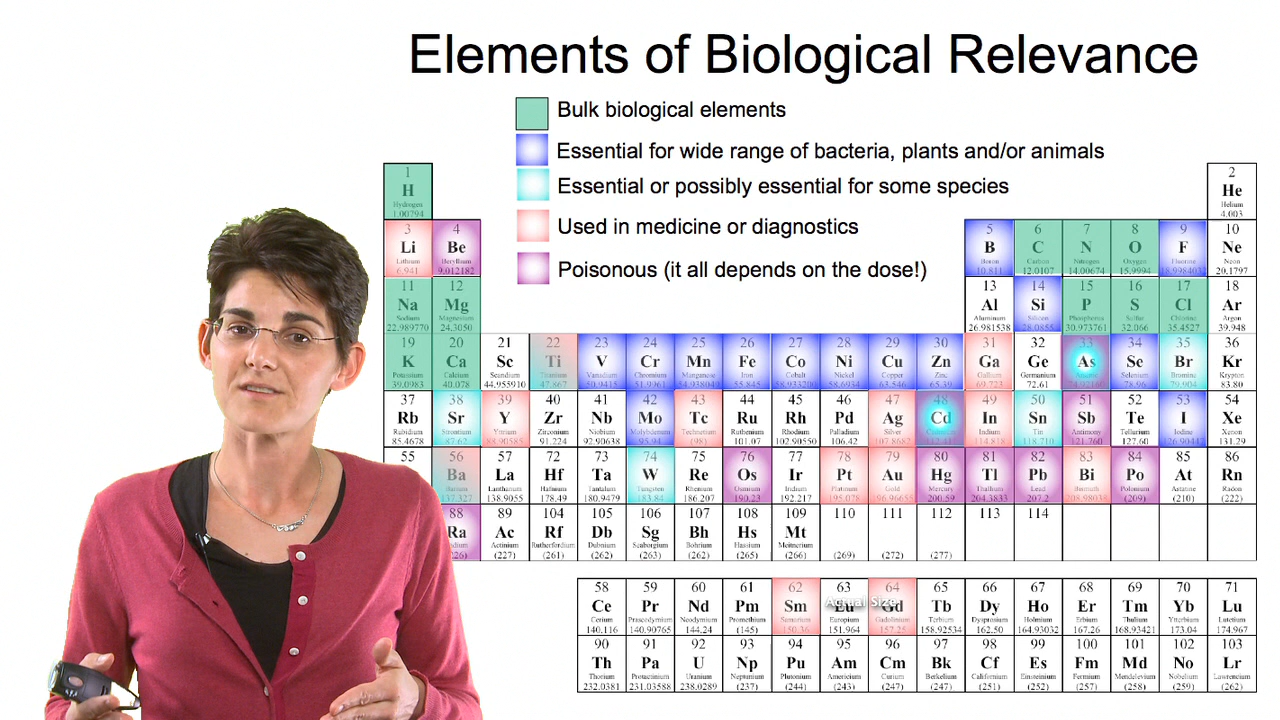 Elements of Biological Relevance
Bulk biological elements
Essential for wide range of bacteria, plants and/or animals
Essential or possibly essential for some species
Used in medicine or diagnostics
Poisonous (it all depends on the dose!)
1 2
H He
Hydrogen Helium
1.00794 4.003
3 4 5 6 7 8 9 10
Li Be B C N O F Ne
Lithium Beryllium Boron Carbon Nitrogen Oxygen Fluorine Neon
6.941 9.012182 10.811 12.0107 14.00674 15.9994 20.1797
11 12 13 14 15 16 17 18
Na Mg Al Si P S Cl Ar
Sodium Magnesium Aluminum Silicon Phosphorus Sulfur Chlorine Argon
22.989770 24.3050 26.981538 28.0855 30.973761 32.066 35.4527 39.948
19 20 21 22 23 24 25 26 27 28 29 30 31 32 33 34 35 36
K Ca Sc Ti V Cr Mn Fe Co Ni Cu Zn Ga Ge As Se Br Kr
Potassium Calcium Scandium Titanium Vanadium Chromium Manganese Iron Cobalt Nickel Copper Zinc Gallium Germanium Selenium Bromine Krypton
39.0983 40.078 44.955910 47.867 50.9415 51.9961 54.938049 55.845 58.933200 58.6934 63.546 65.39 69.723 72.61 78.96 79.904 83.80
37 38 39 40 41 42 43 44 45 46 47 48 49 50 51 52 53 54
Rb Sr Y Zr Nb Mo Tc Ru Rh Pd Ag Cd In Sn Sb Te I Xe
Rubidium Strontium Yttrium Zirconium Niobium Molybdenum Technetium Ruthenium Rhodium Palladium Silver Indium Tin Antimony Tellurium Iodine Xenon
85.4678 87.62 88.90585 91.224 92.90638 95.94 (98) 101.07 102.90550 106.42 107.8682 114.818 118.710 121.760 127.60 126.90447 131.29
55 56 57 72 73 74 75 76 77 78 79 80 81 82 83 84 85 86
Ba La Hf Ta W Re Os Ir Pt Au Hg Tl Pb Bi Po At Rn
Barium Lanthanum Hafnium Tantalum Tungsten Rhenium Osmium Iridium Platinum Gold Mercury Thallium Lead Bismuth Polonium Astatine Radon
137.327 138.9055 178.49 180.9479 183.84 186.207 190.23 192.217 195.078 196.96655 200.59 204.3833 207.2 208.98038 (209) (210) (222)
88 89 104 105 106 107 108 109 110 111 112 113 114
Ra Ac Rf Db Sg Bh Hs Mt
Actinium Rutherfordium Dubnium Seaborgium Bohrium Hassium Meitnerium
(227) (261) (262) (263) (262) (265) (266) (269) (272) (277)
58 59 60 61 62 63 64 65 66 67 68 69 70 71
Ce Pr Nd Pm Sm Eu Gd Tb Dy Ho Er Tm Yb Lu
Actual Size
Cerium Praseodymium Neodymium Promethium Samarium Europium Gadolinium Terbium Dysprosium Holmium Erbium Thulium Ytterbium Lutetium
140.116 140.90765 144.24 (145) 150.36 151.964 157.25 158.92534 162.50 164.93032 167.26 168.93421 173.04 174.967
90 91 92 93 94 95 96 97 98 99 100 101 102 103
Th Pa U Np Pu Am Cm Bk Cf Es Fm Md No Lr
Thorium Protactinium Uranium Neptunium Plutonium Americium Curium Berkelium Californium Einsteinium Fermium Mendelevium Nobelium Lawrencium
232.0381 231.03588 238.0289 (237) (244) (243) (247) (247) (251) (252) (257) (258) (259) (262)